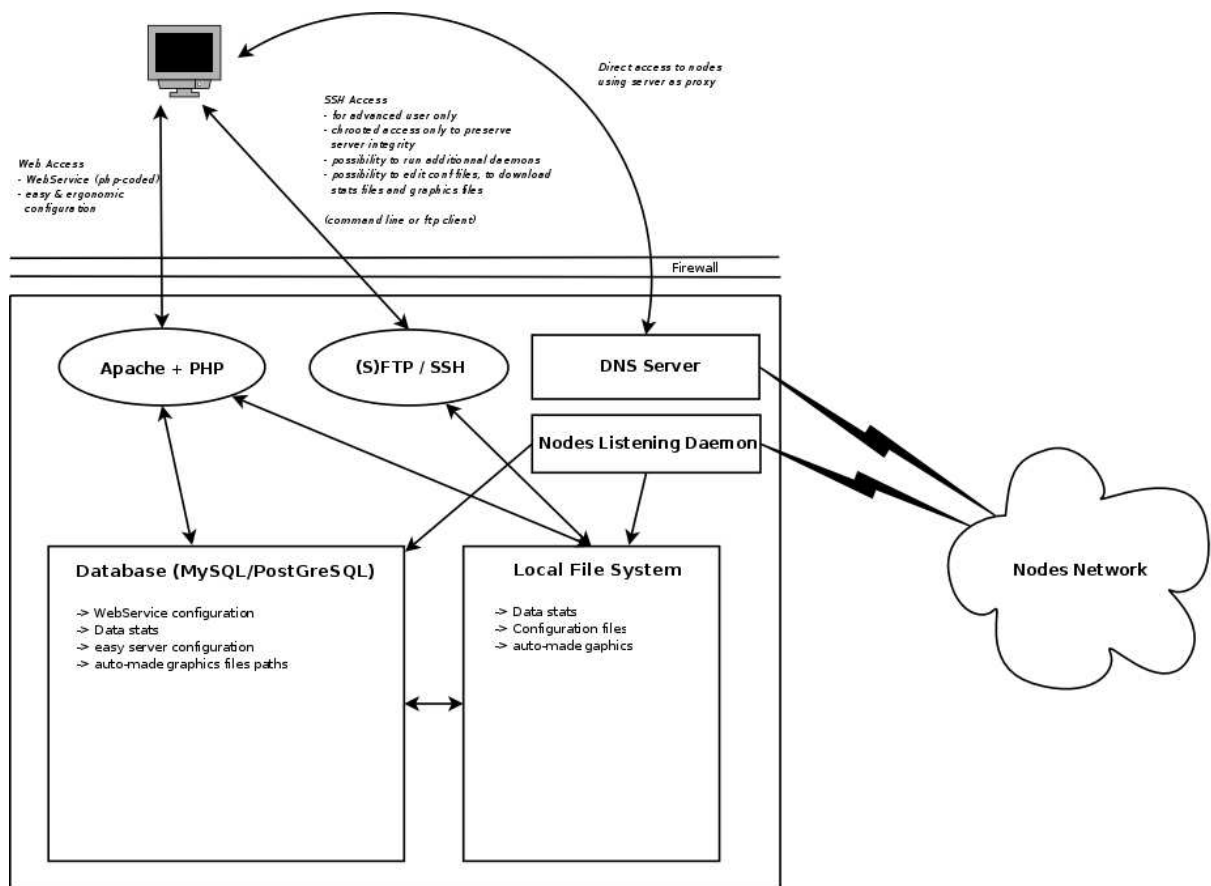 Direct access to nodes
using server as proxy
SSH Access
- for advanced user only
- chrooted access only to preserve
server integrity
- possibility to run additionnal daemons
- possibility to edit conf files, to download
stats files and graphics files
(command line or ftp client)
Web Access
- WebService (php-coded)
- easy & ergonomic
configuration
Firewall
Apache + PHP
(S)FTP / SSH
DNS Server
Nodes Listening Daemon
Database (MySQL/PostGreSQL)
-> WebService configuration
-> Data stats
-> easy server configuration
-> auto-made graphics files paths
Local File System
-> Data stats
-> Configuration files
-> auto-made gaphics
Nodes Network